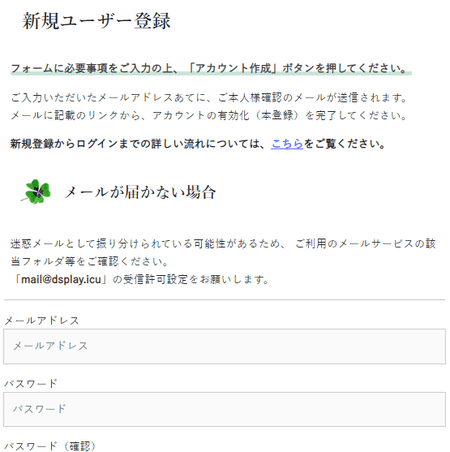 新規ユーザー登録
フォームに必要事項をご入力の上、「アカウント作成」ボタンを押してください。
ご入力いただいたメールアドレスあてに、ご本人様確認のメールが送信されます。
メールに記載のリンクから、アカウントの有効化（本登録）を完了してください。
新規登録からログインまでの詳しい流れについては、こちらをご覧ください。
メールが届かない場合
迷惑メールとして振り分けられている可能性があるため、 ご利用のメールサービスの該
当フォルダ等をご確認ください。
「mail@dsplay.icu」の受信許可設定をお願いします。
メールアドレス
メールアドレス
パスワード
パスワード
パスワード（確認）